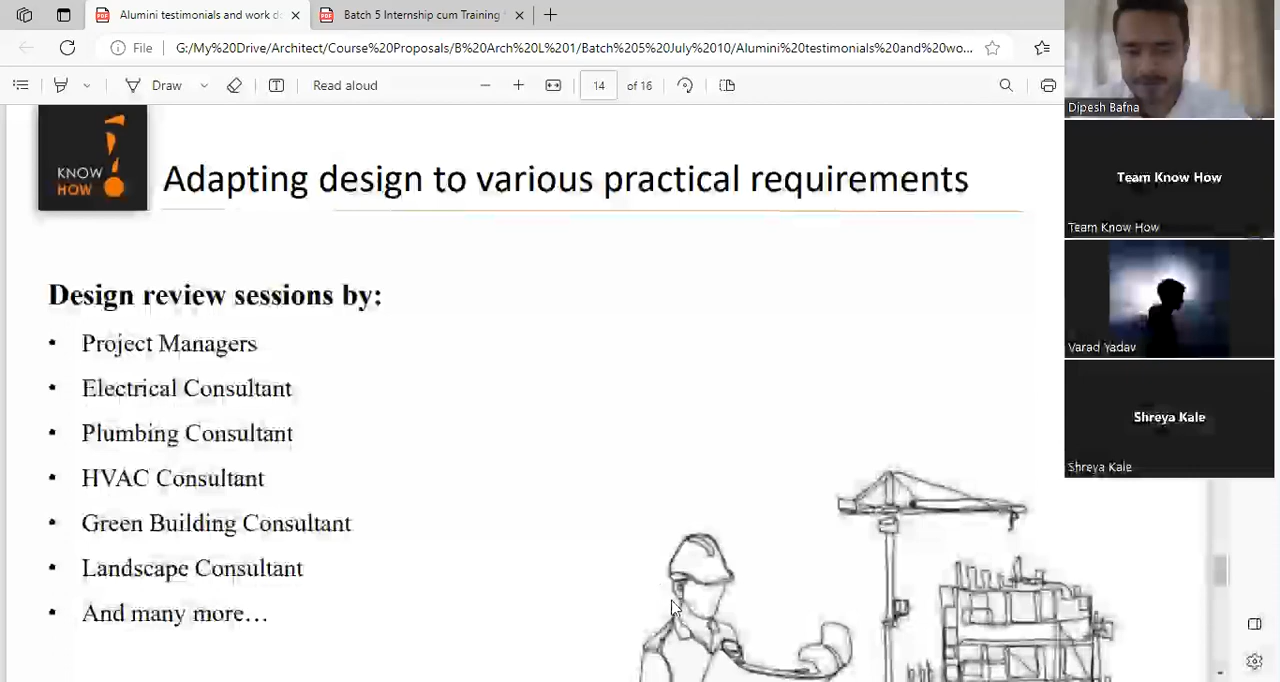 Alumini testimonials and work d
Batch 5 Internship cum Training
File
G:/My%20Drive/Architect/Course%20Proposals/B%20Arch%20L%201/Batch%205%20July%2010/Alumini%20testimonials%20and%20wo...
Draw
Read aloud
14
of 16
KNOW
HOW
Adapting design to various practical requirements
Design review sessions by:
• Project Managers
• Electrical Consultant
• Plumbing Consultant
• HVAC Consultant
• Green Building Consultant
• Landscape Consultant
• And many more...
Dipesh Bafna
Team Know How
Team Know How
Varad Yadav
Shreya Kale
Shreya Kale